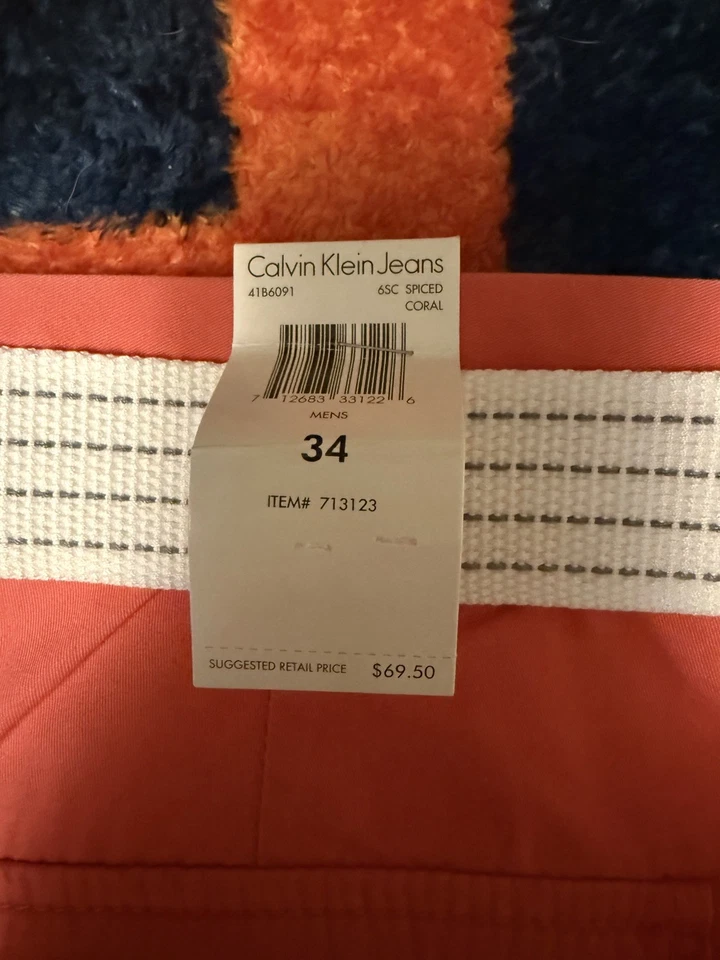 Calvin Klein Jeans
41B6091 6SC SPICED
CORAL
7 12683 33122 6
MENS
34
ITEM# 713123
SUGGESTED RETAIL PRICE $69.50